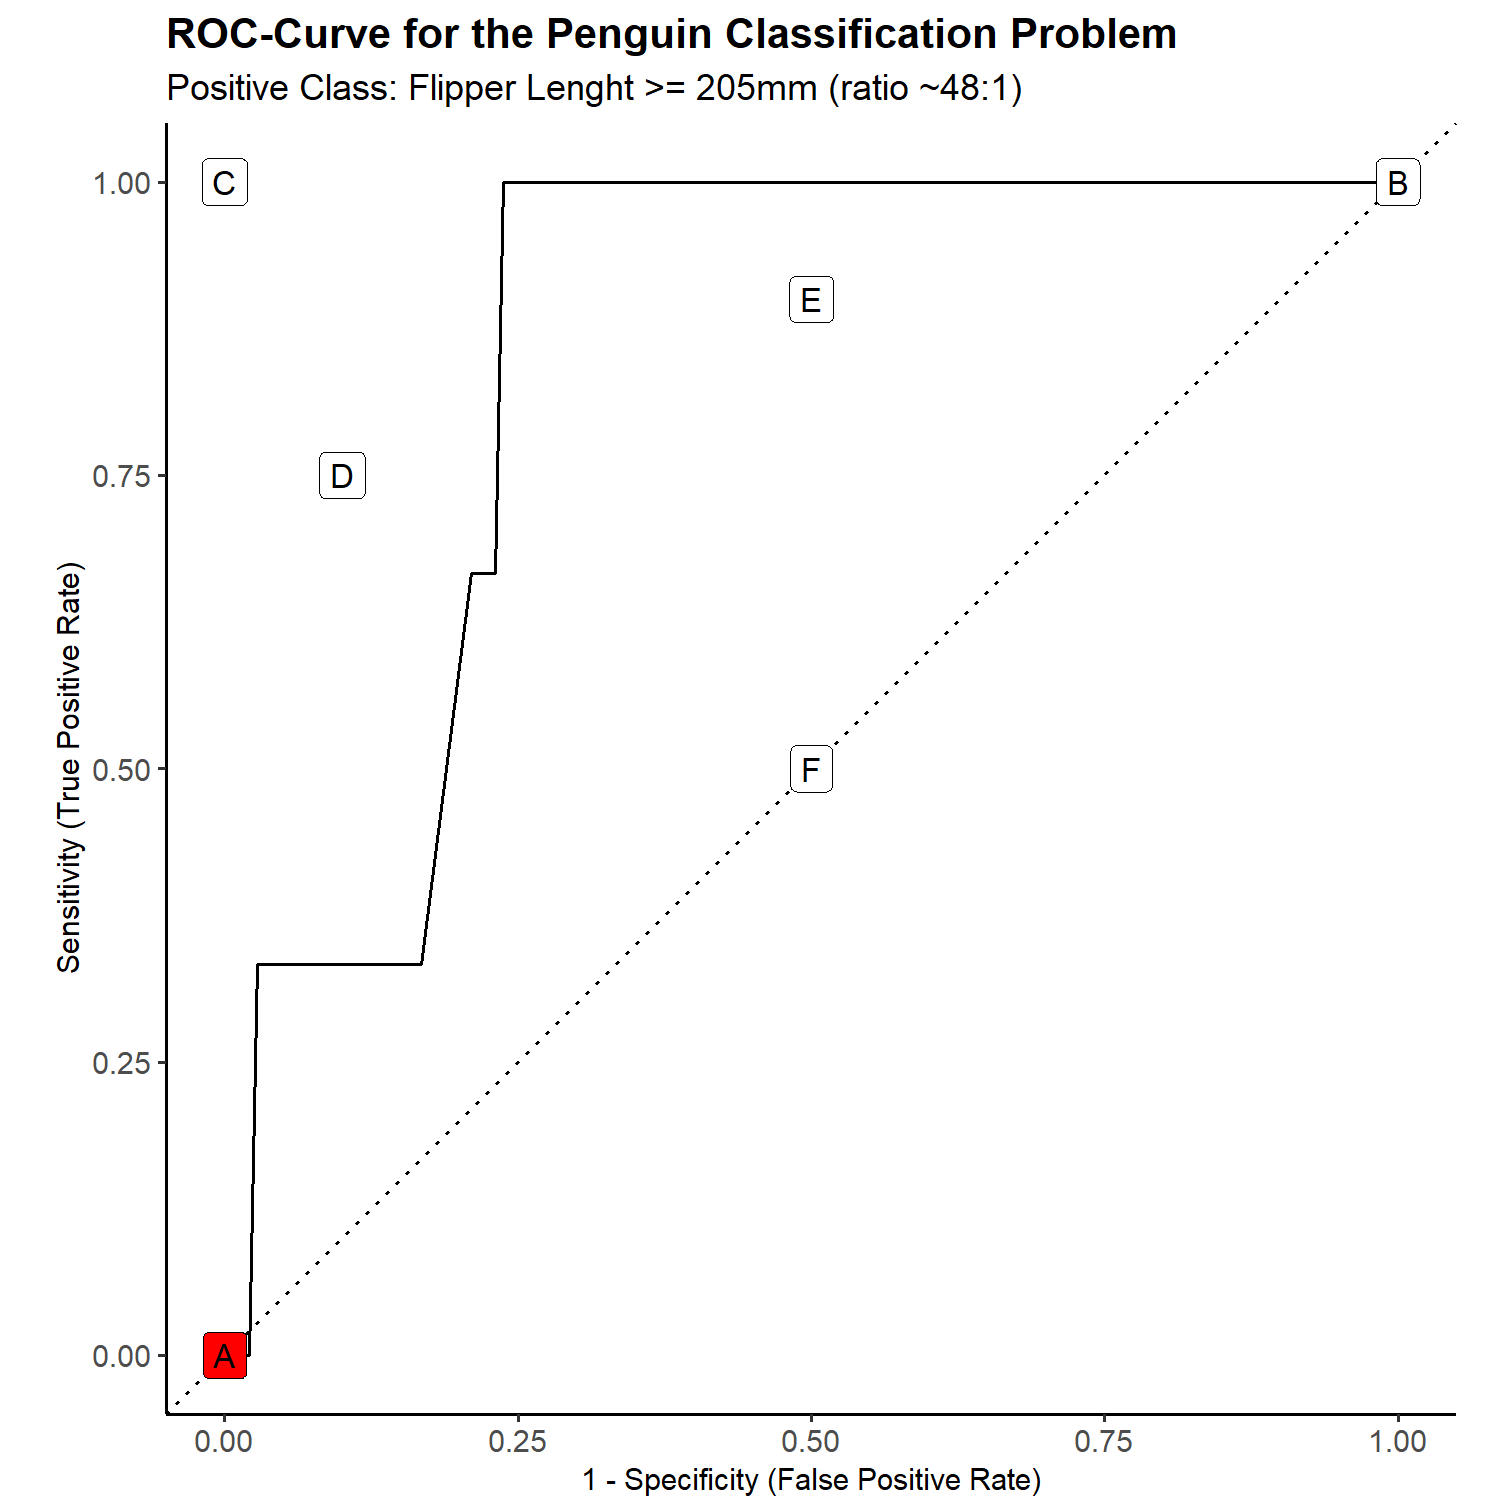 ROC-Curve for the Penguin Classification Problem
Positive Class: Flipper Lenght >= 205mm (ratio ~48:1)
C
1.00
B
E
D
0.75
Sensitivity (True Positive Rate)
0.50
F
0.25
0.00
A
0.00 0.25 0.50 0.75 1.00
1 - Specificity (False Positive Rate)